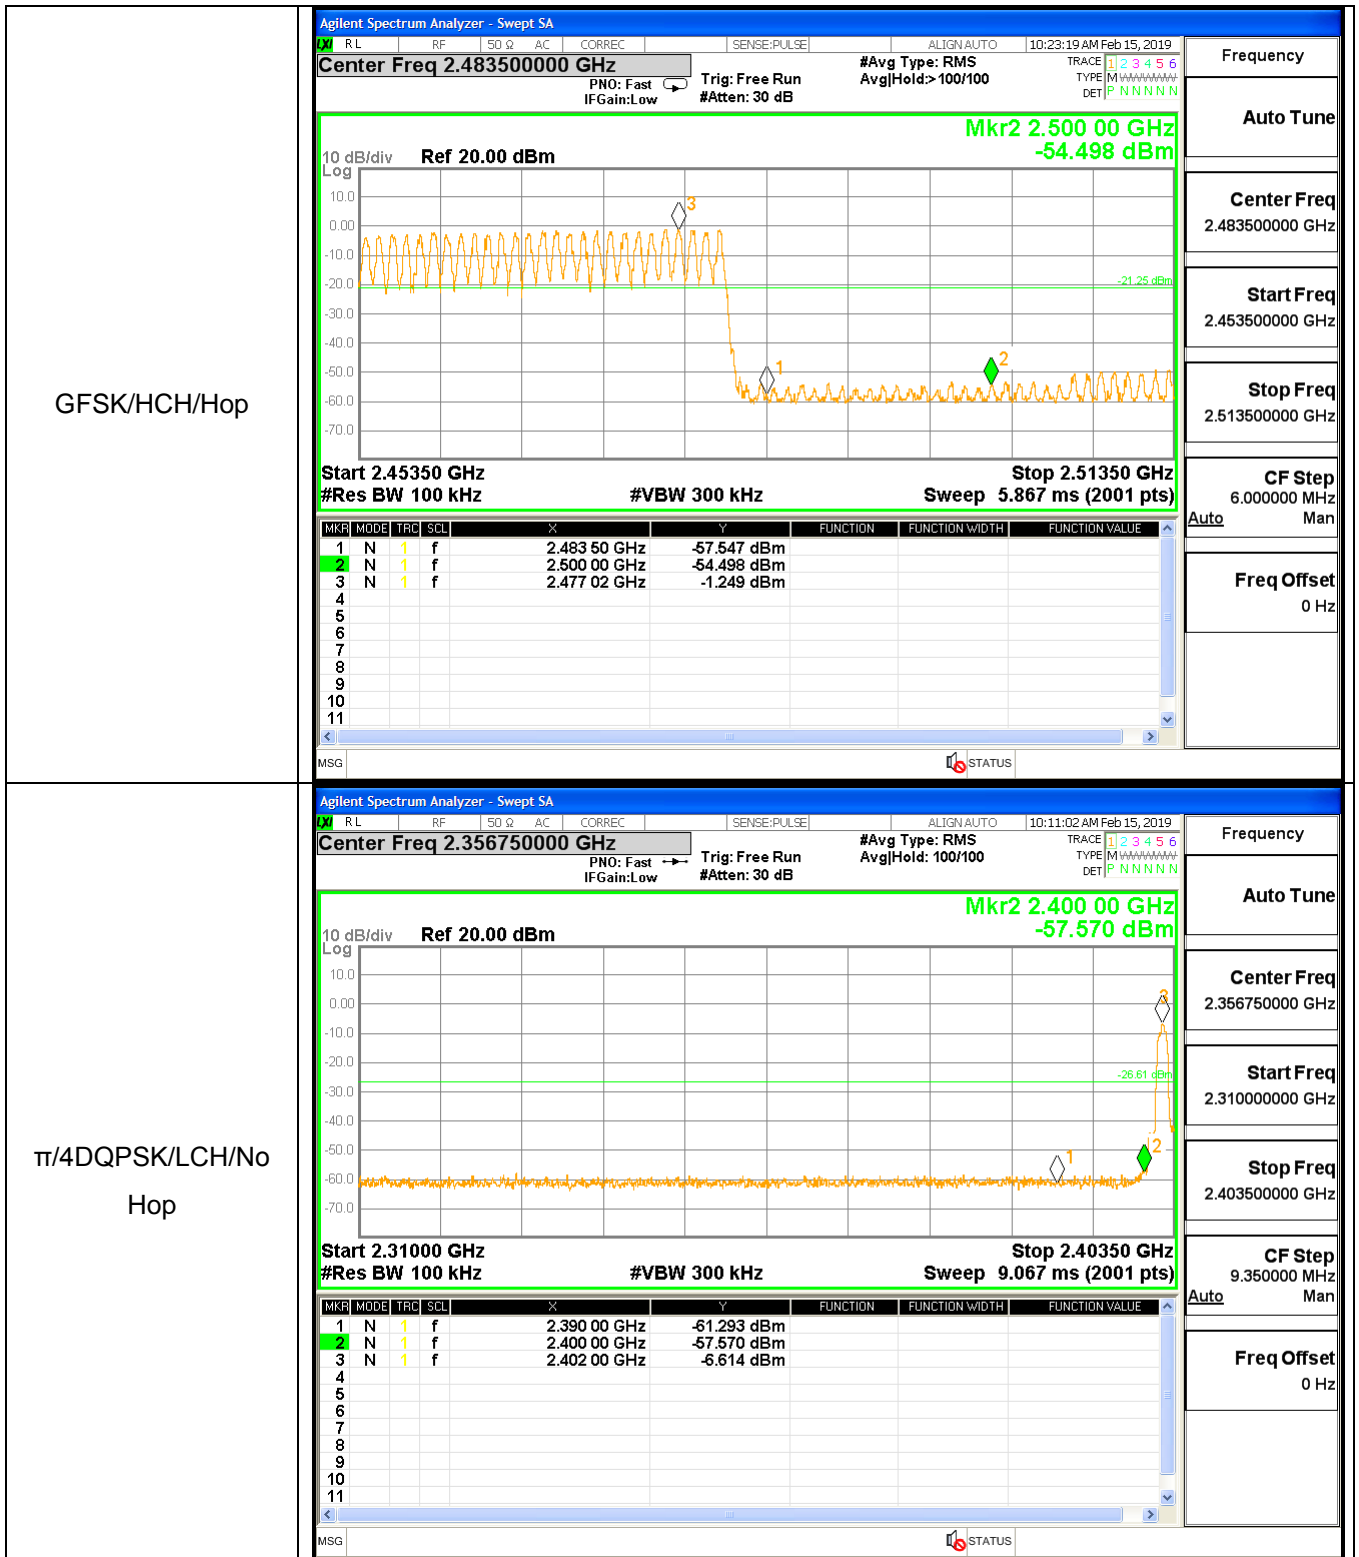 GFSK/HCH/Hop
Agilent Spectrum Analyzer - Swept SA
LXI RL RF 50 Ω AC CORREC SENSE:PULSE ALIGN AUTO 10:23:19 AM Feb 15, 2019
Center Freq 2.483500000 GHz
PNO: Fast
IFGain:Low
Trig: Free Run
#Atten: 30 dB
#Avg Type: RMS
Avg|Hold:>100/100
TRACE 1 2 3 4 5 6
TYPE M
DET P N N N N N
Mkr2 2.500 00 GHz
-54.498 dBm
10 dB/div Ref 20.00 dBm
Log
10.0
0.00
-10.0
-20.0
-30.0
-40.0
-50.0
-60.0
-70.0
3
-21.25 dBm
1
2
Start 2.45350 GHz Stop 2.51350 GHz
#Res BW 100 kHz #VBW 300 kHz Sweep 5.867 ms (2001 pts)
MKR MODE TRC SCL X Y FUNCTION FUNCTION WIDTH FUNCTION VALUE
1 N 1 f 2.483 50 GHz -57.547 dBm
2 N 1 f 2.500 00 GHz -54.498 dBm
3 N 1 f 2.477 02 GHz -1.249 dBm
4
5
6
7
8
9
10
11
MSG STATUS
Frequency
Auto Tune
Center Freq
2.483500000 GHz
Start Freq
2.453500000 GHz
Stop Freq
2.513500000 GHz
CF Step
6.000000 MHz
Auto Man
Freq Offset
0 Hz
π/4DQPSK/LCH/No
Hop
Agilent Spectrum Analyzer - Swept SA
LXI RL RF 50 Ω AC CORREC SENSE:PULSE ALIGN AUTO 10:11:02 AM Feb 15, 2019
Center Freq 2.356750000 GHz
PNO: Fast
IFGain:Low
Trig: Free Run
#Atten: 30 dB
#Avg Type: RMS
Avg|Hold: 100/100
TRACE 1 2 3 4 5 6
TYPE M
DET P N N N N N
Mkr2 2.400 00 GHz
-57.570 dBm
10 dB/div Ref 20.00 dBm
Log
10.0
0.00
-10.0
-20.0
-30.0
-40.0
-50.0
-60.0
-70.0
3
-26.61 dBm
1
2
Start 2.31000 GHz Stop 2.40350 GHz
#Res BW 100 kHz #VBW 300 kHz Sweep 9.067 ms (2001 pts)
MKR MODE TRC SCL X Y FUNCTION FUNCTION WIDTH FUNCTION VALUE
1 N 1 f 2.390 00 GHz -61.293 dBm
2 N 1 f 2.400 00 GHz -57.570 dBm
3 N 1 f 2.402 00 GHz -6.614 dBm
4
5
6
7
8
9
10
11
MSG STATUS
Frequency
Auto Tune
Center Freq
2.356750000 GHz
Start Freq
2.310000000 GHz
Stop Freq
2.403500000 GHz
CF Step
9.350000 MHz
Auto Man
Freq Offset
0 Hz